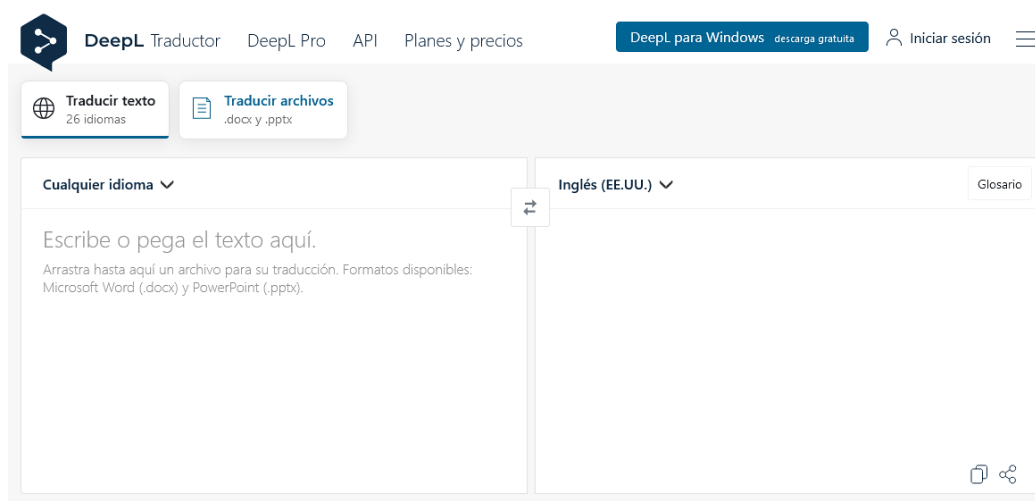 DeepL Traductor DeepL Pro API Planes y precios DeepL para Windows descarga gratuita Iniciar sesión
Traducir texto
26 idiomas
Traducir archivos
.docx y .pptx
Cualquier idioma
Inglés (EE.UU.)
Glosario
Escribe o pega el texto aquí.
Arrastra hasta aquí un archivo para su traducción. Formatos disponibles:
Microsoft Word (.docx) y PowerPoint (.pptx).